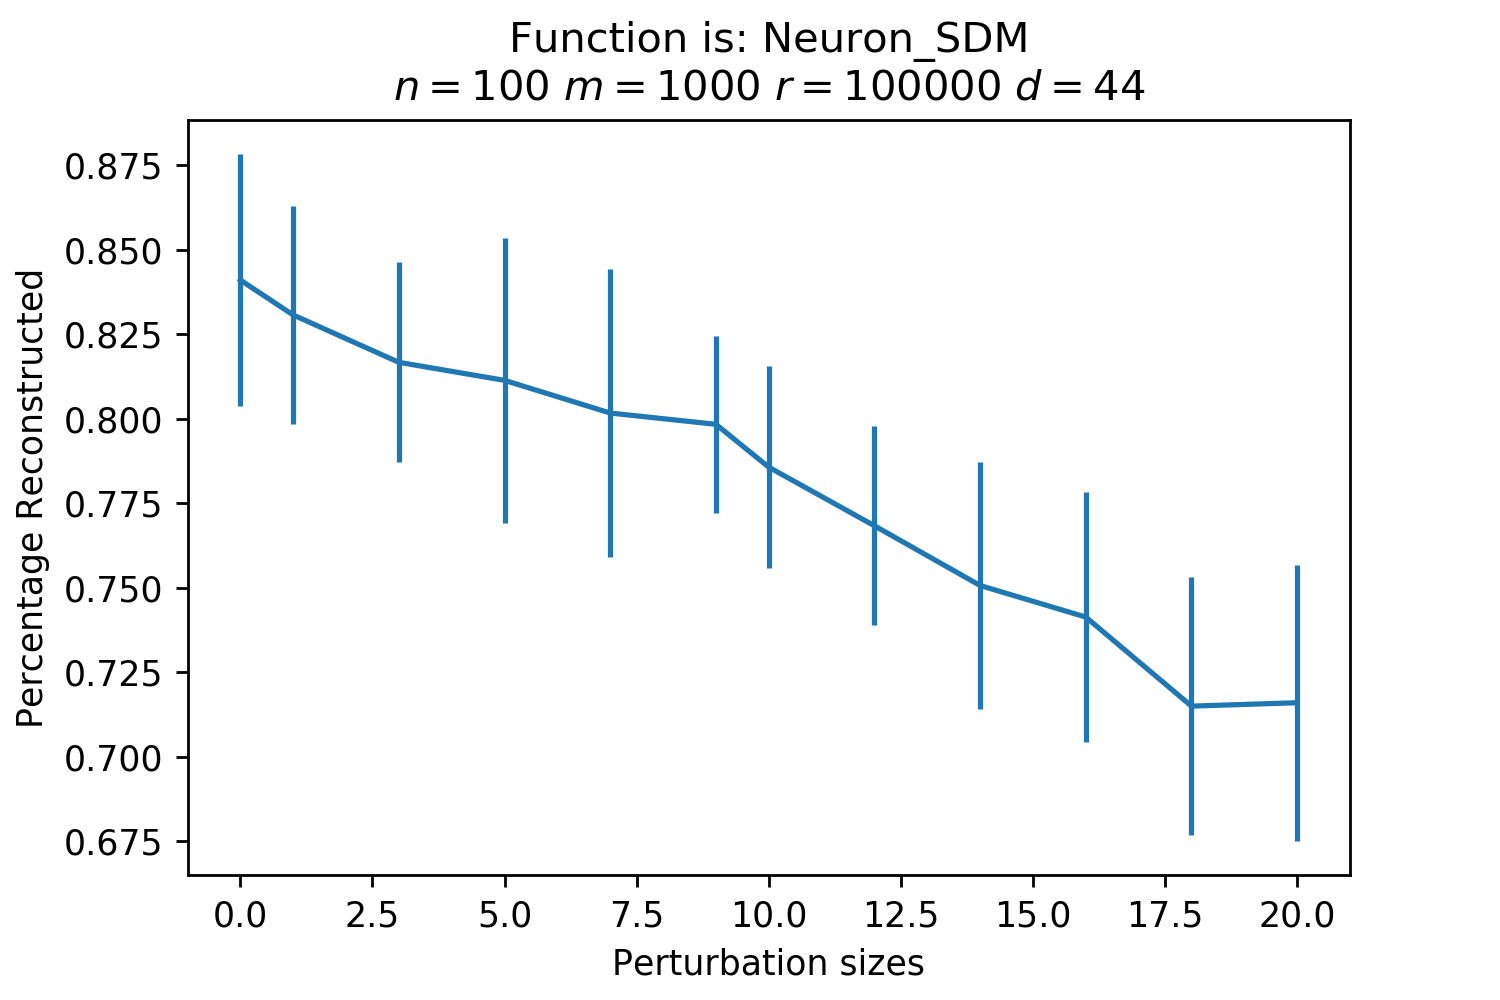 Function is: Neuron_SDM
n = 100 m = 1000 r = 100000 d = 44
0.875
0.850
0.825
0.800
0.775
0.750
0.725
0.700
0.675
Percentage Reconstructed
0.0 2.5 5.0 7.5 10.0 12.5 15.0 17.5 20.0
Perturbation sizes